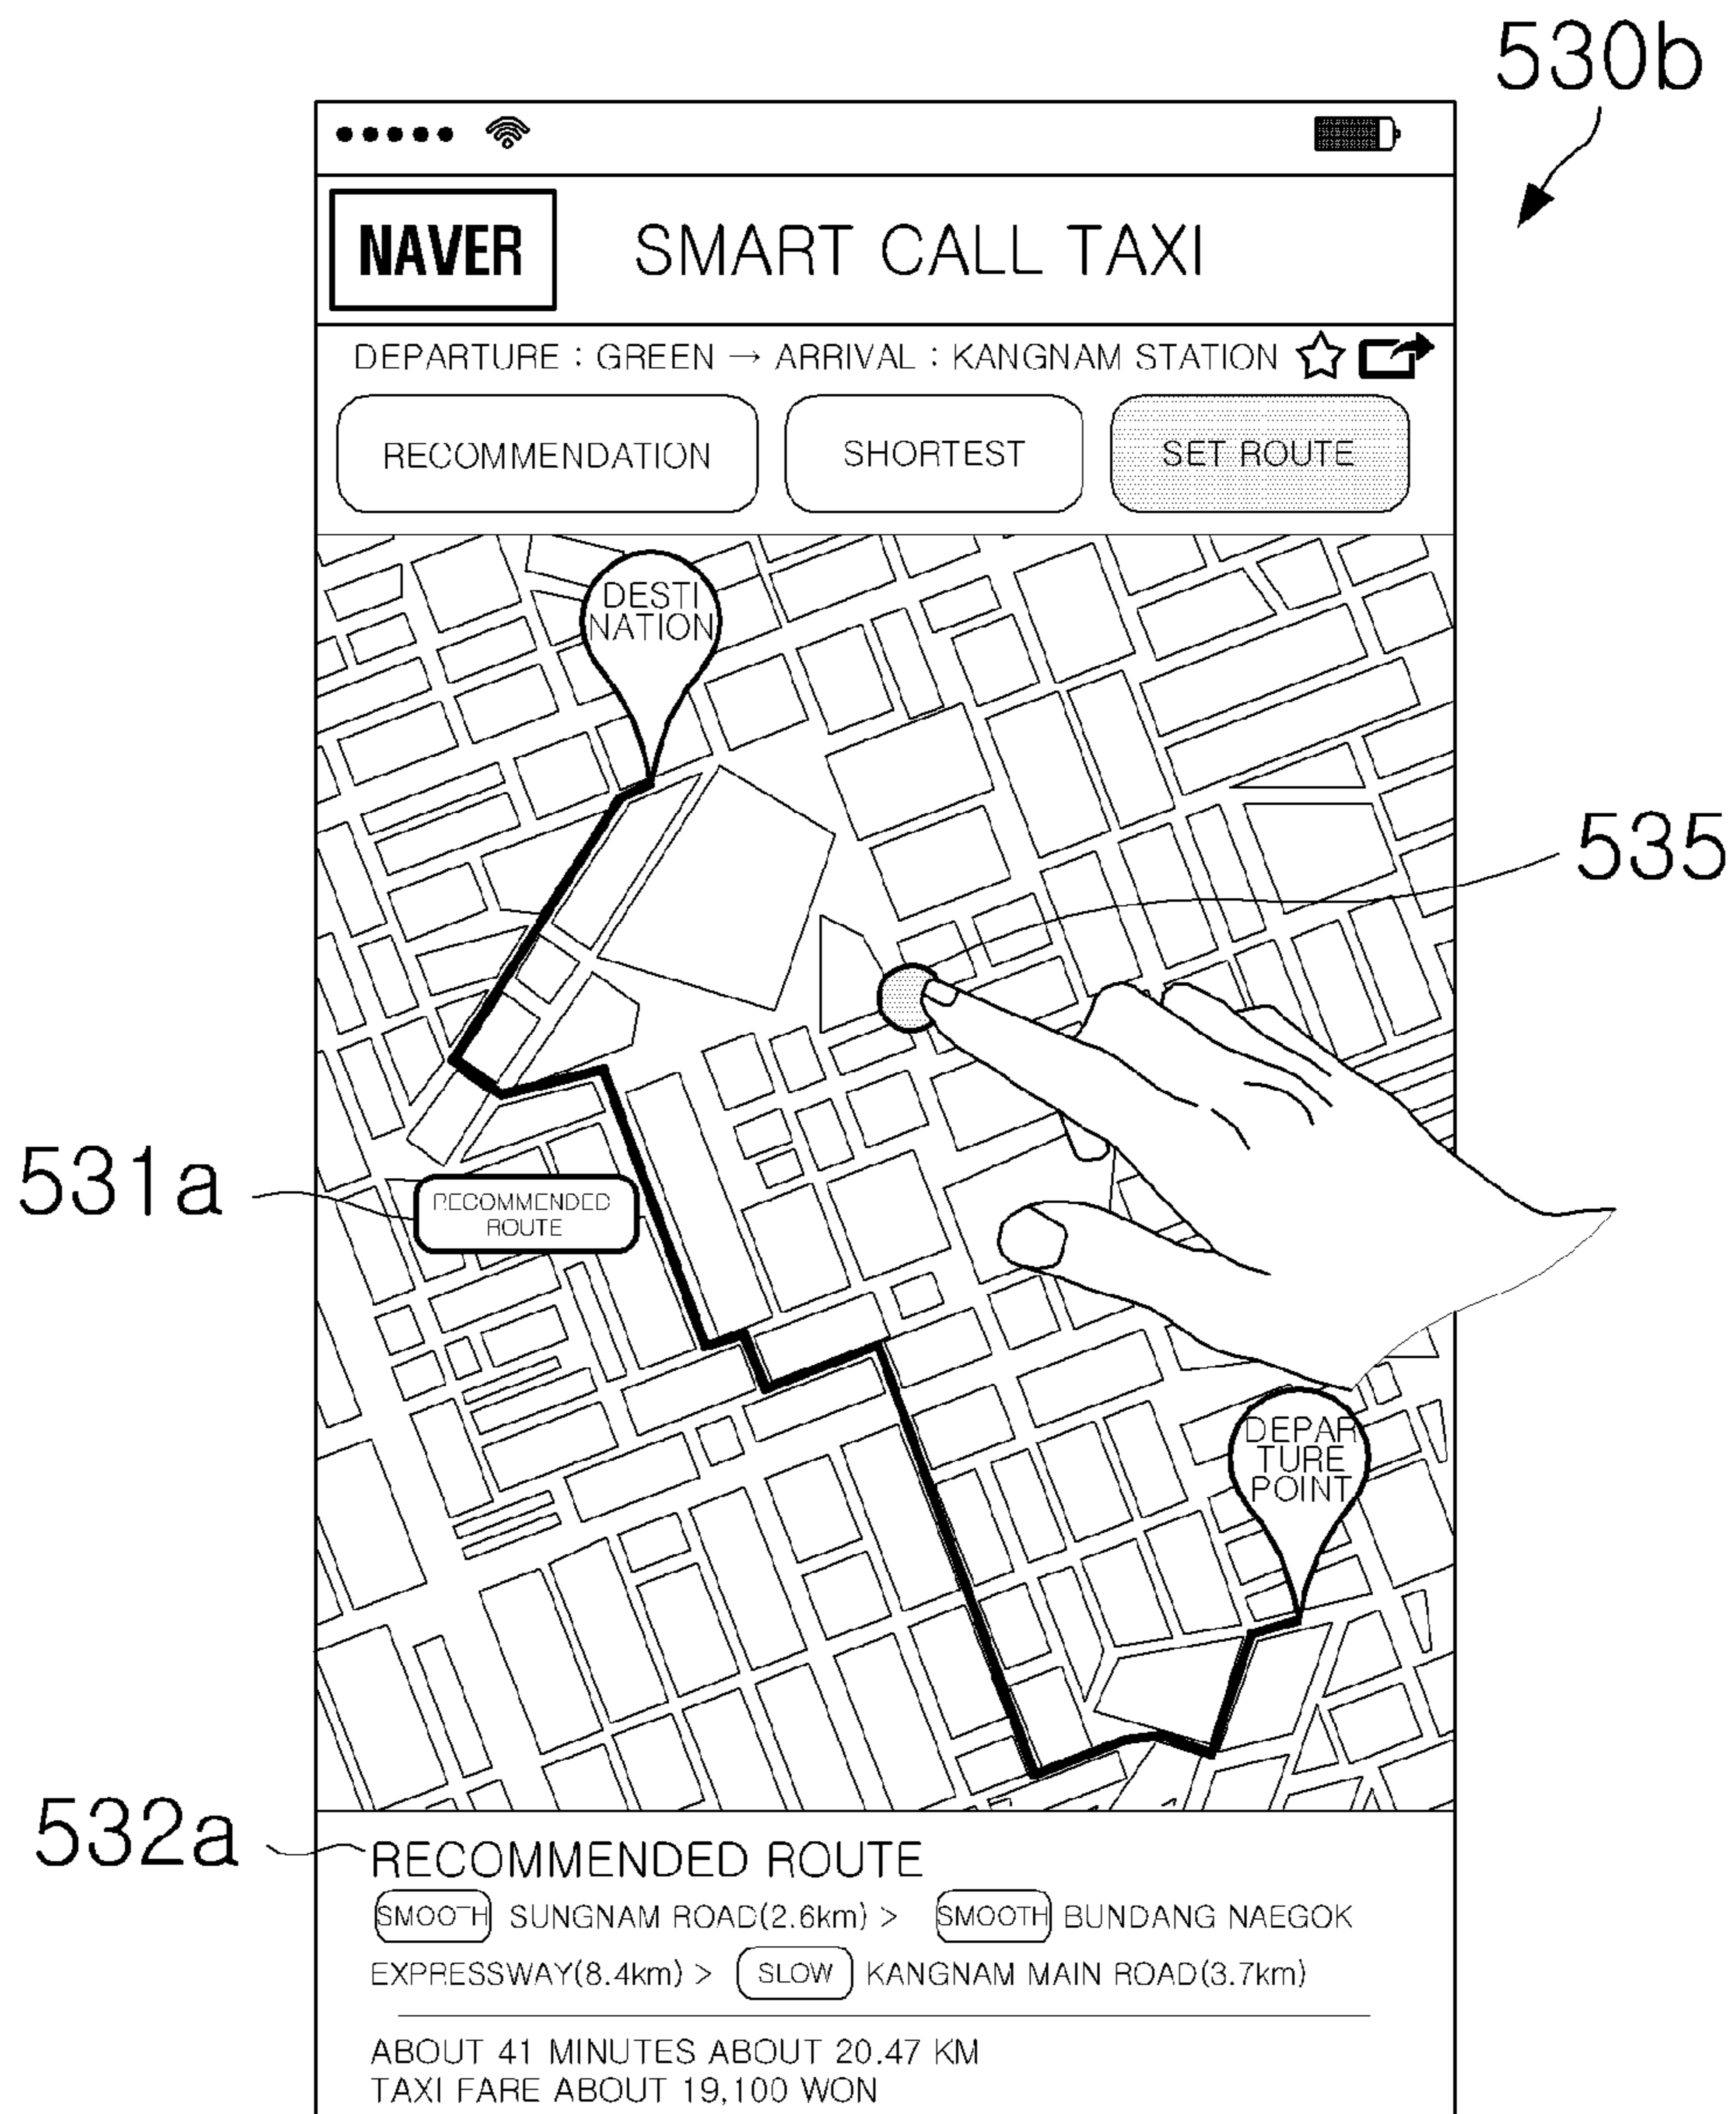 530b
NAVER SMART CALL TAXI
DEPARTURE : GREEN → ARRIVAL : KANGNAM STATION
RECOMMENDATION SHORTEST SET ROUTE
DESTI
NATION
535
531a
RECOMMENDED
ROUTE
DEPAR
TURE
POINT
532a
RECOMMENDED ROUTE
SMOOTH SUNGNAM ROAD(2.6km) > SMOOTH BUNDANG NAEGOK
EXPRESSWAY(8.4km) > SLOW KANGNAM MAIN ROAD(3.7km)
ABOUT 41 MINUTES ABOUT 20.47 KM
TAXI FARE ABOUT 19,100 WON